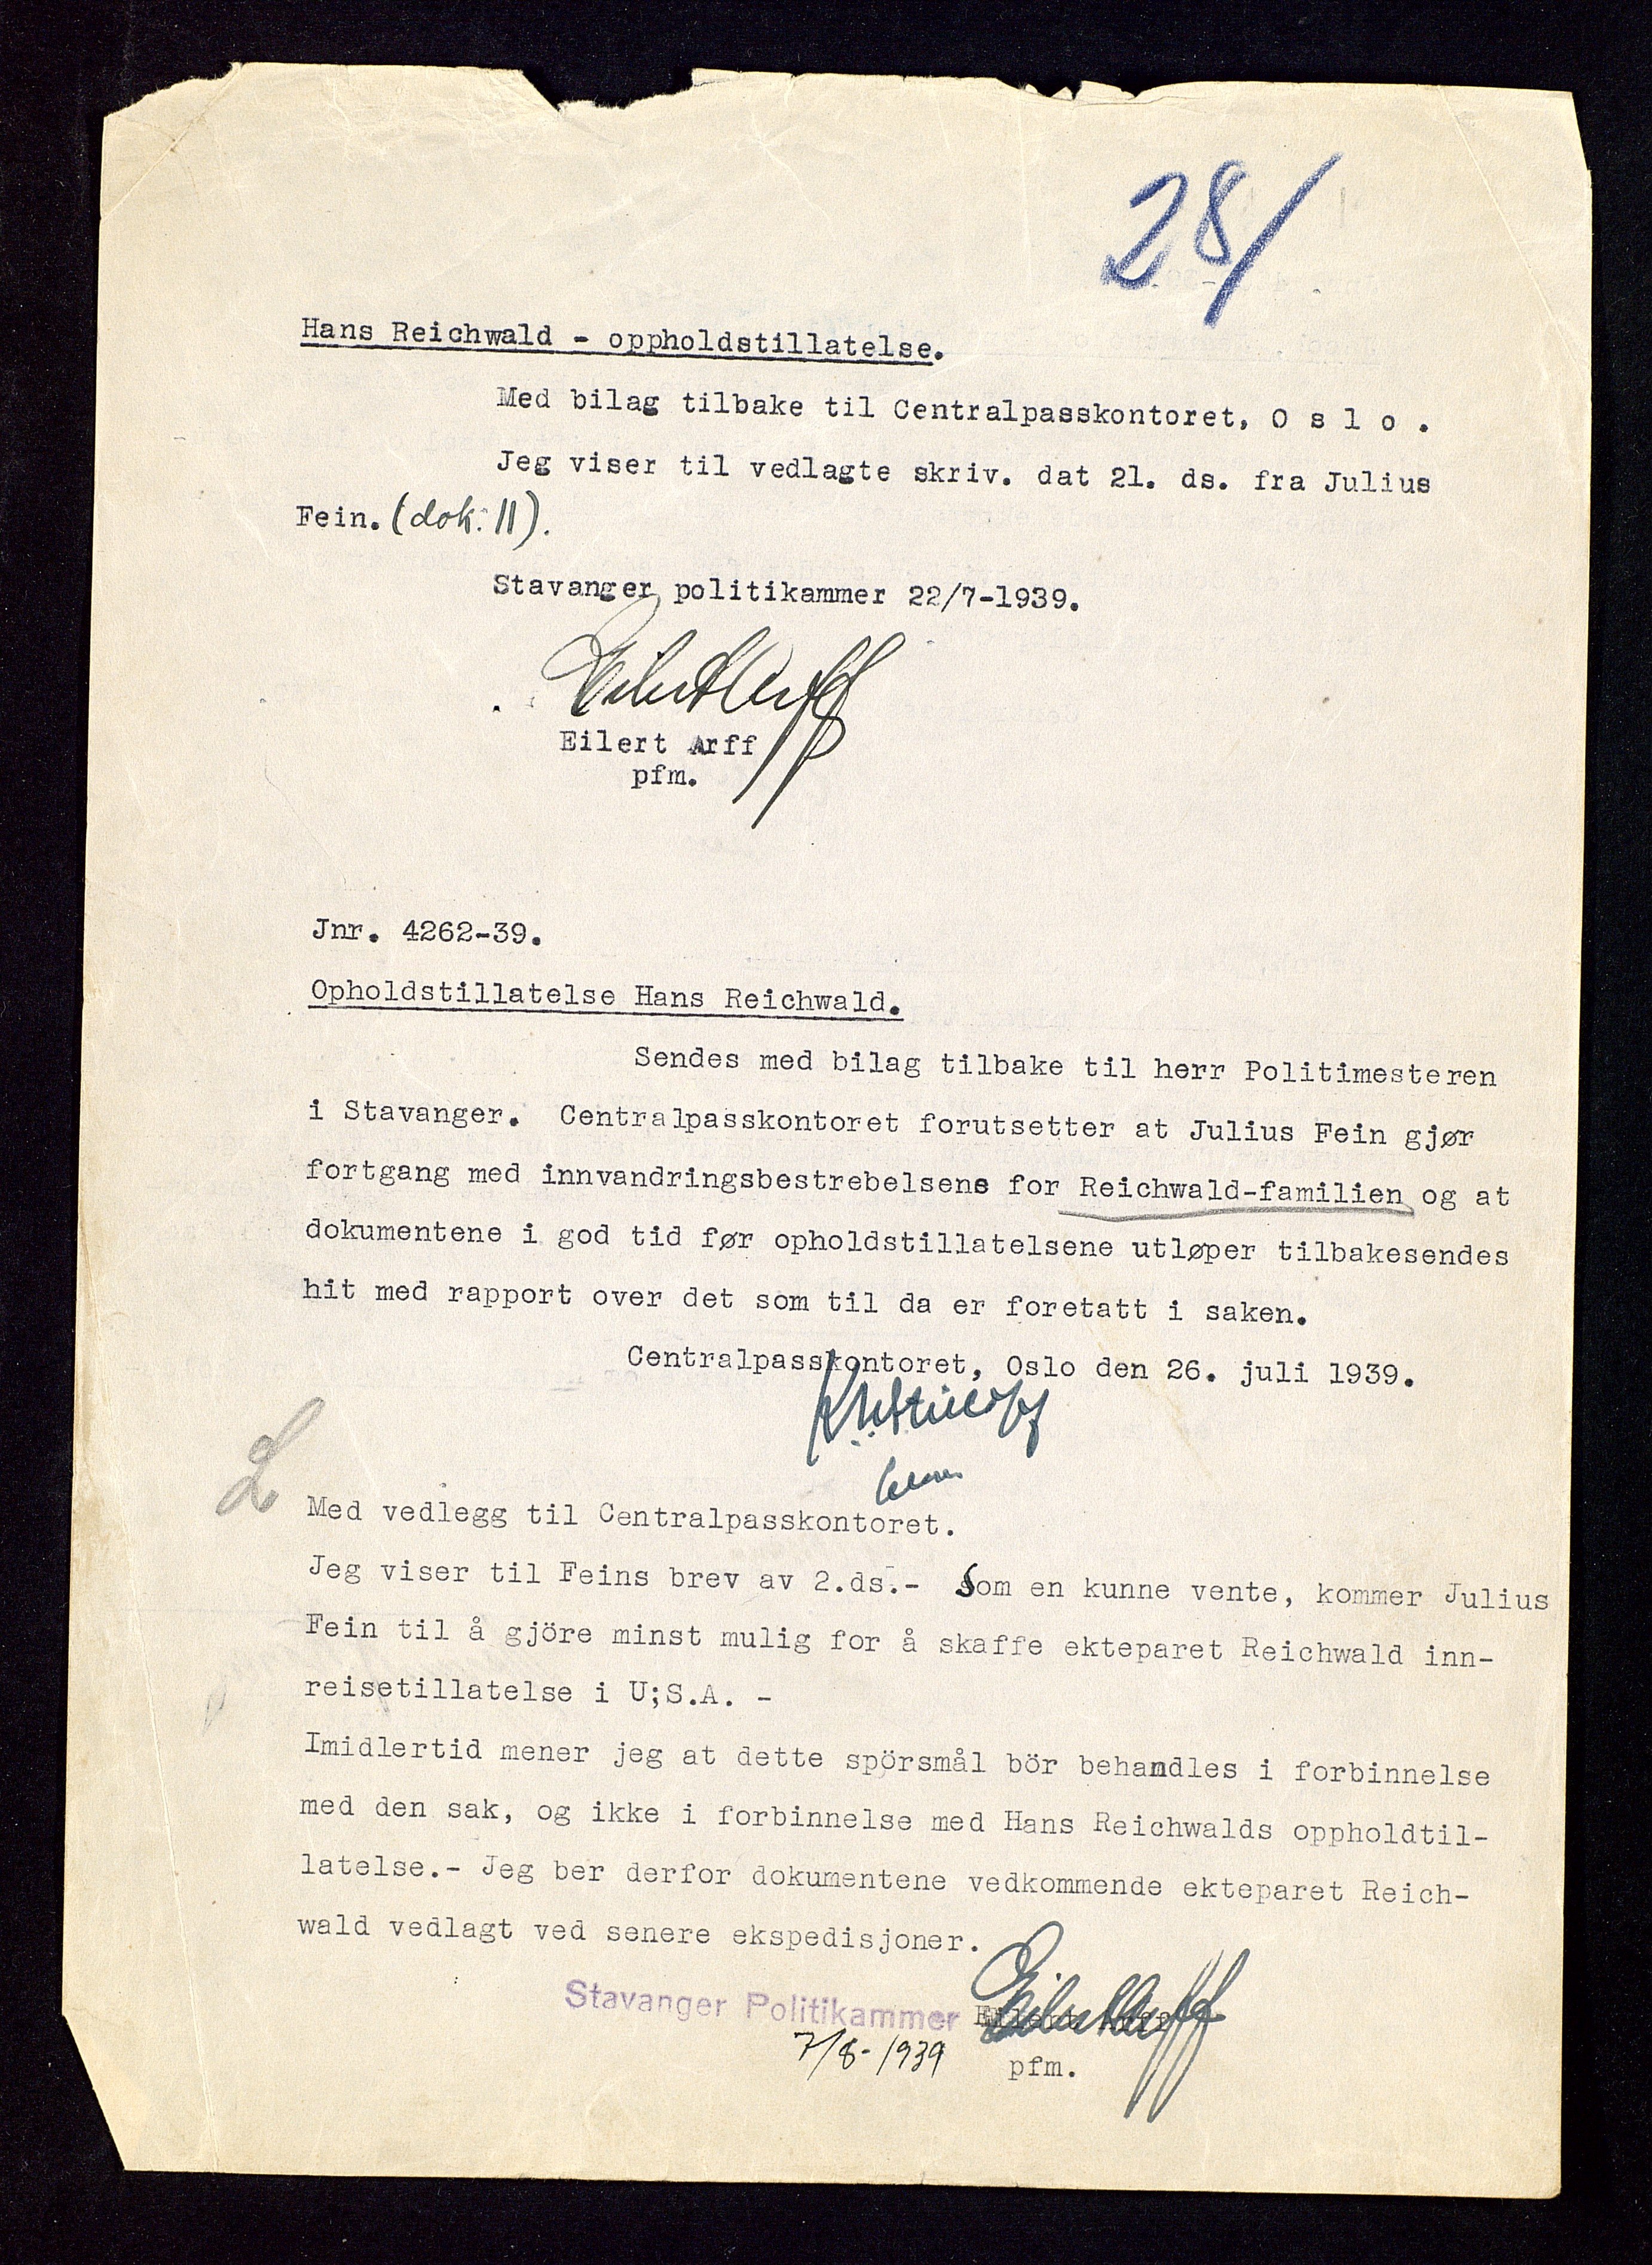 28/
Hans Reichwald - oppholdstillatelse.
Med bilag tilbake til Centralpasskontoret, O s l o .
Jeg viser til vedlagte skriv. dat 21. ds. fra Julius
Fein. (dok: 11).
Stavanger politikammer 22/7-1939.
Eilert Arff
Eilert Arff
pfm.
Jnr. 4262-39.
Opholdstillatelse Hans Reichwald.
Sendes med bilag tilbake til herr Politimesteren
i Stavanger. Centralpasskontoret forutsetter at Julius Fein gjør
fortgang med innvandringsbestrebelsene for Reichwald-familien og at
dokumentene i god tid før opholdstillatelsene utløper tilbakesendes
hit med rapport over det som til da er foretatt i saken.
Centralpasskontoret, Oslo den 26. juli 1939.
Med vedlegg til Centralpasskontoret.
Jeg viser til Feins brev av 2.ds.- Som en kunne vente, kommer Julius
Fein til å gjöre minst mulig for å skaffe ekteparet Reichwald inn-
reisetillatelse i U;S.A. -
Imidlertid mener jeg at dette spörsmål bör behandles i forbinnelse
med den sak, og ikke i forbinnelse med Hans Reichwalds oppholdtil-
latelse.- Jeg ber derfor dokumentene vedkommende ekteparet Reich-
wald vedlagt ved senere ekspedisjoner.
Stavanger Politikammer Eilert Arff
Eilert Arff
7/8-1939 pfm.